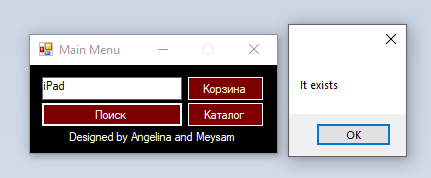 Main Menu
iPad
Корзина
Поиск
Каталог
Designed by Angelina and Meysam
It exists
OK